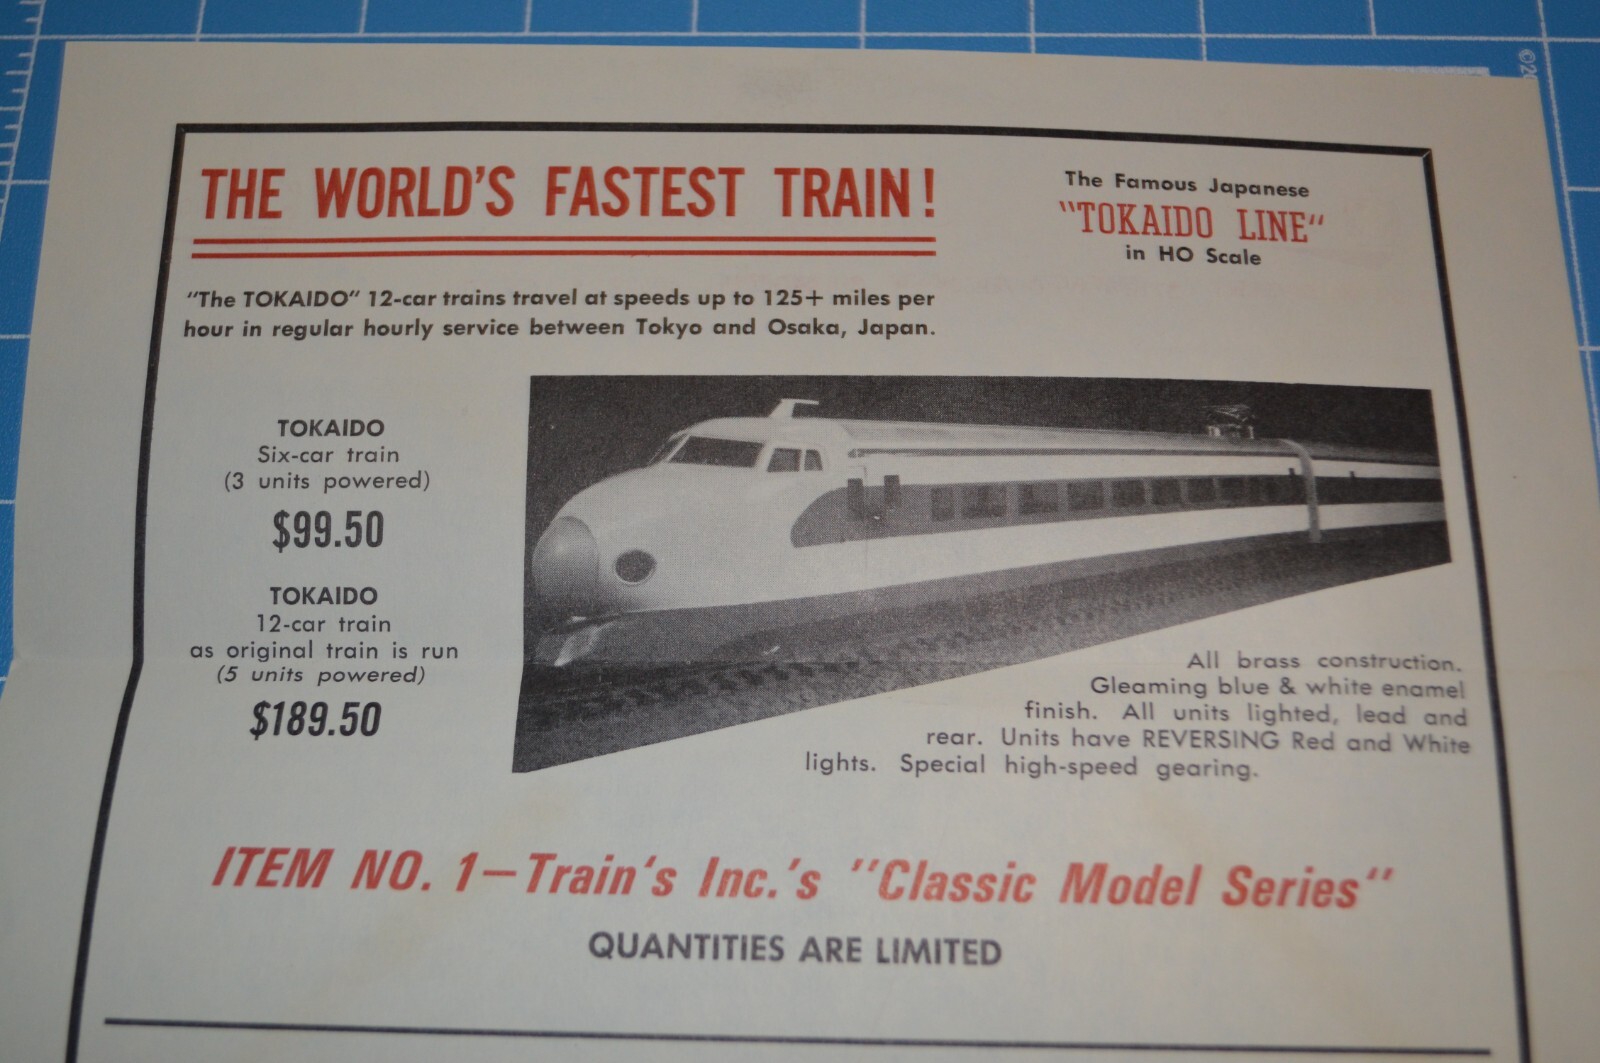 THE WORLD'S FASTEST TRAIN!
The Famous Japanese
"TOKAIDO LINE"
in HO Scale
"The TOKAIDO" 12-car trains travel at speeds up to 125+ miles per
hour in regular hourly service between Tokyo and Osaka, Japan.
TOKAIDO
Six-car train
(3 units powered)
$99.50
TOKAIDO
12-car train
as original train is run
(5 units powered)
$189.50
All brass construction.
Gleaming blue & white enamel
finish. All units lighted, lead and
rear. Units have REVERSING Red and White
lights. Special high-speed gearing.
ITEM NO. 1—Train's Inc.'s "Classic Model Series"
QUANTITIES ARE LIMITED